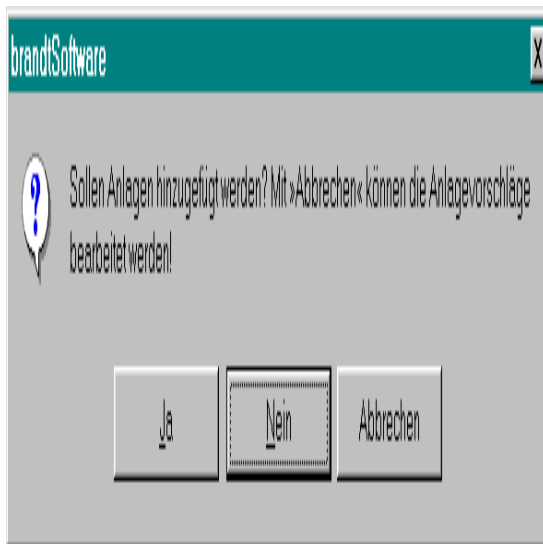 brandtSoftware
X
Sollen Anlagen hinzugefügt werden? Mit »Abbrechen« können die Anlagevorschläge
bearbeitet werden!
?
Ja
Nein
Abbrechen